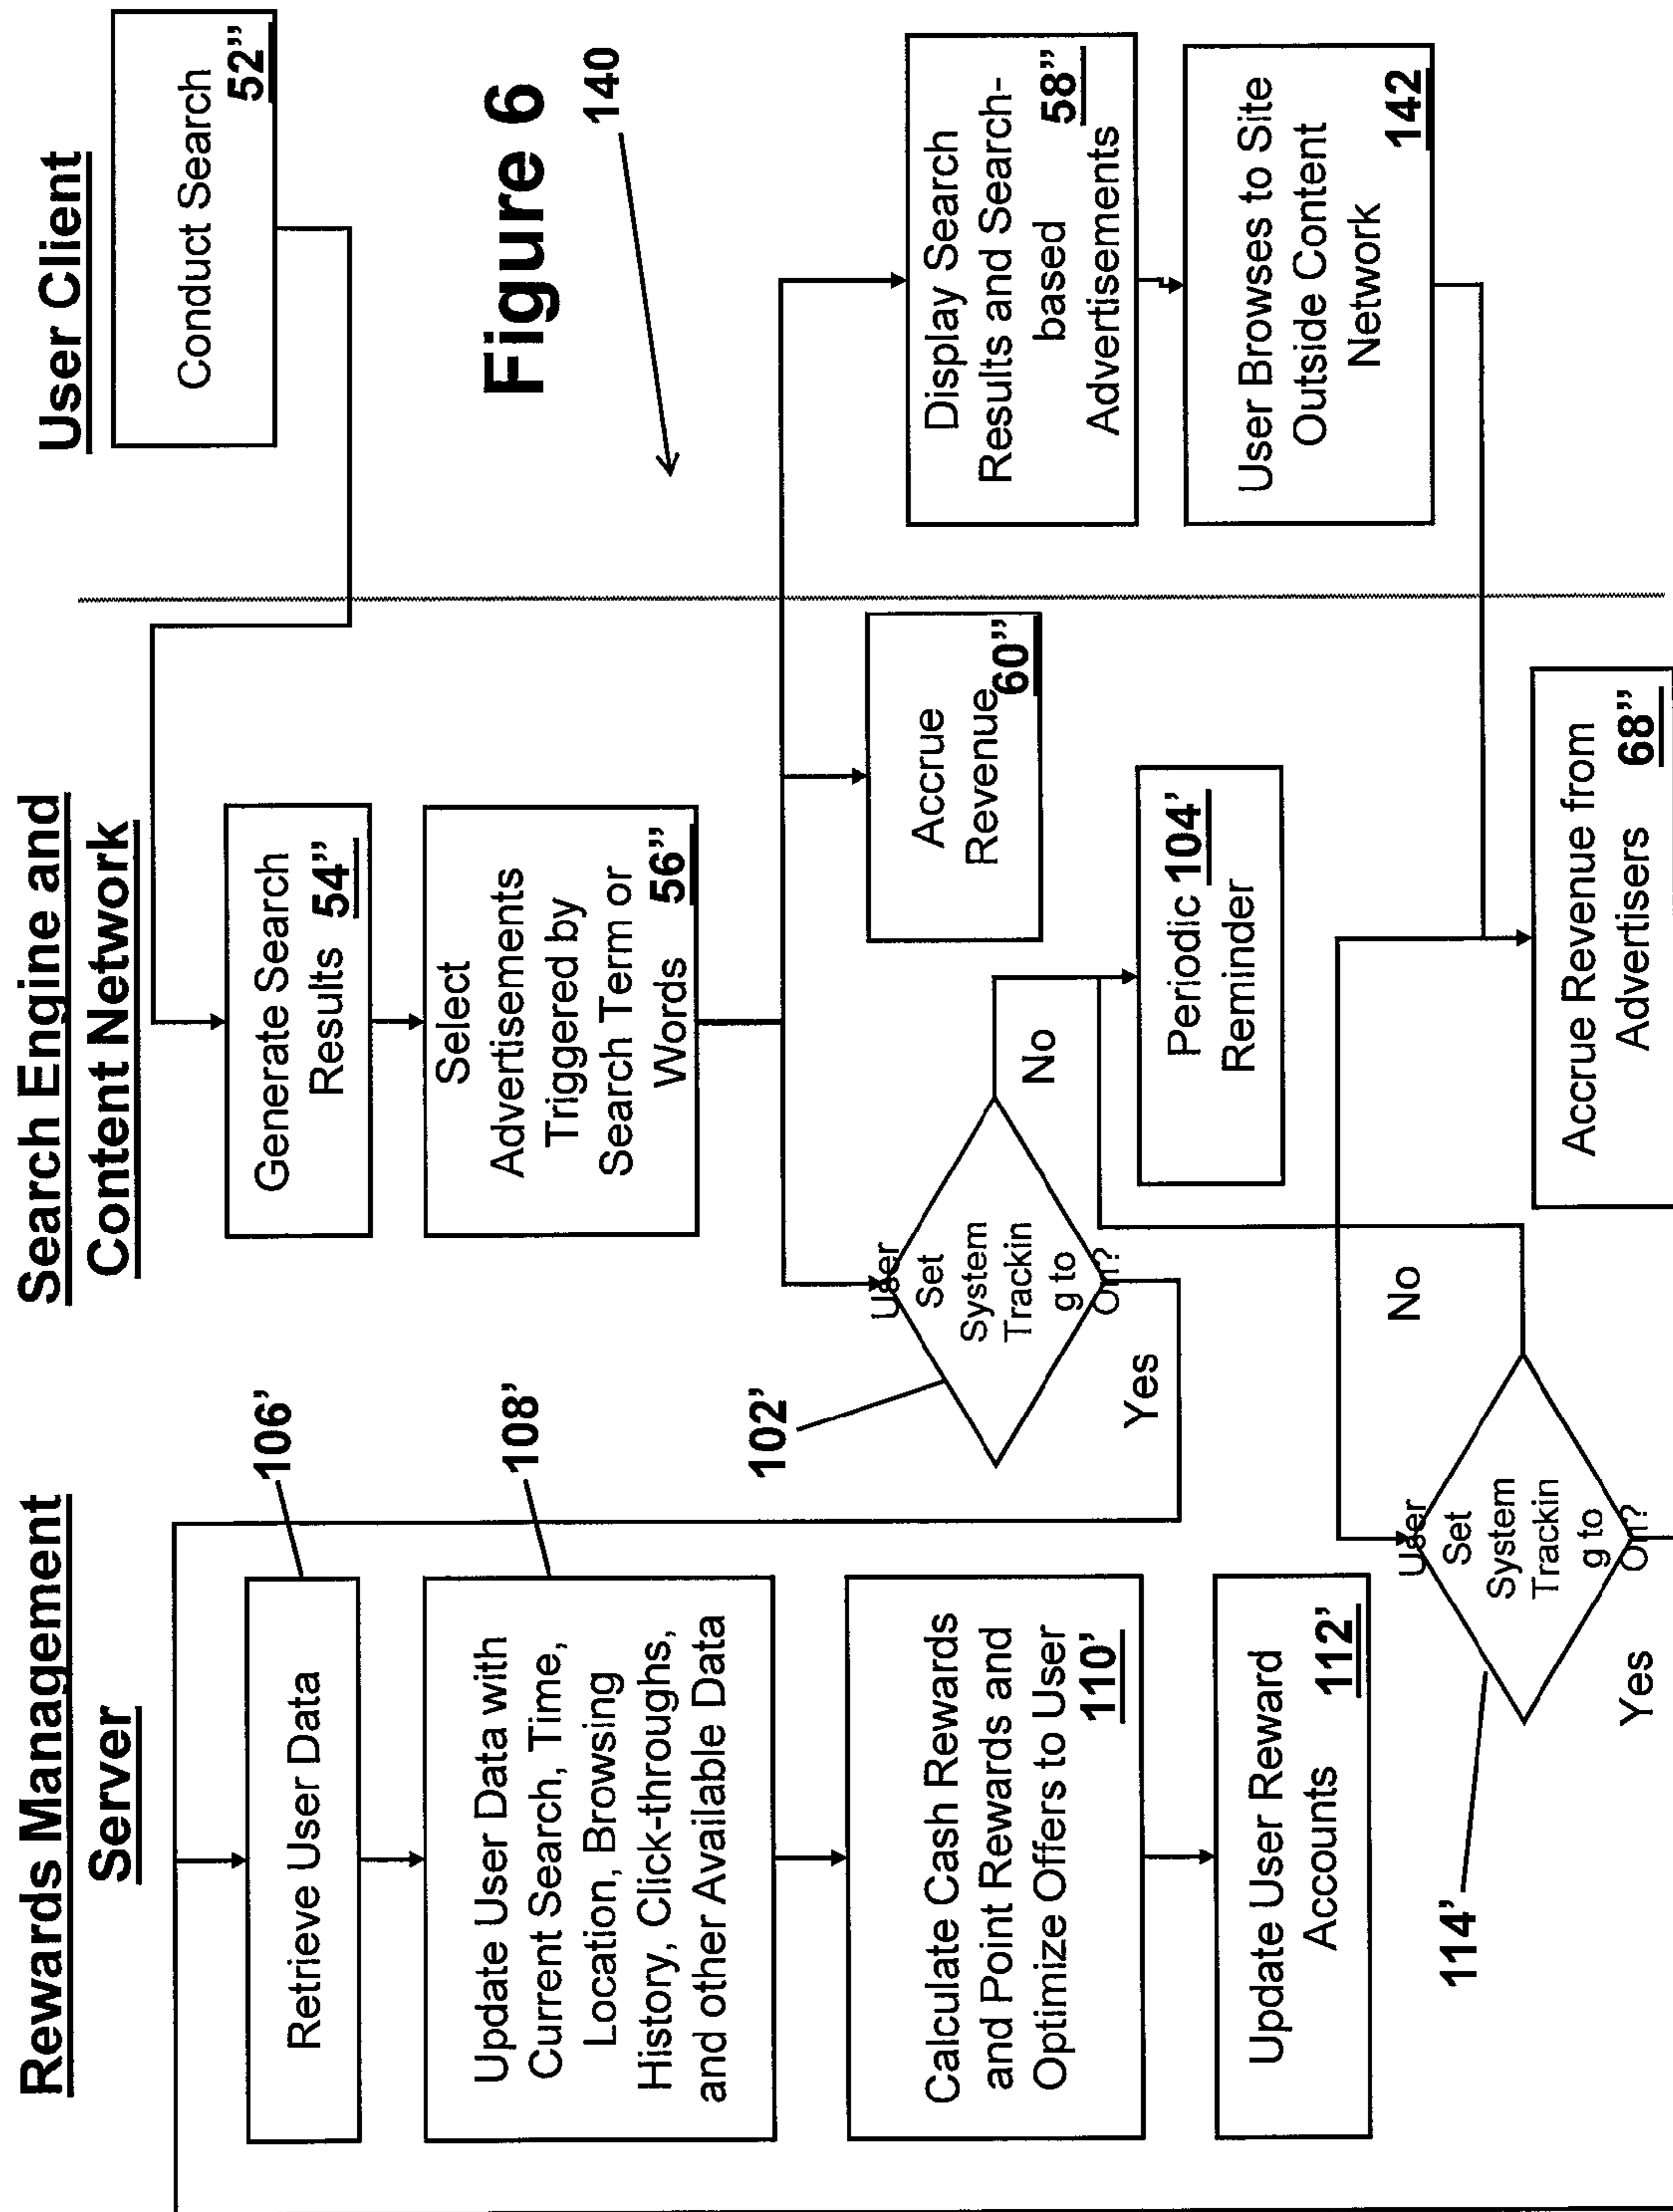 Rewards Management
Server
Search Engine and
Content Network
User Client
Figure 6
140
Conduct Search
52”
Generate Search
Results 54”
Select
Advertisements
Triggered by
Search Term or
Words 56”
106’
Retrieve User Data
108’
Update User Data with
Current Search, Time,
Location, Browsing
History, Click-throughs,
and other Available Data
Calculate Cash Rewards
and Point Rewards and
Optimize Offers to User
110’
Update User Reward
112’
Accounts
102’
User
Set
System
Trackin
g to
On?
Yes
No
Accrue
Revenue
60”
Periodic 104’
Reminder
Display Search
Results and Search-
based
58”
Advertisements
User Browses to Site
Outside Content
Network
142
114’
User
Set
System
Trackin
g to
On?
Yes
No
Accrue Revenue from
Advertisers 68”